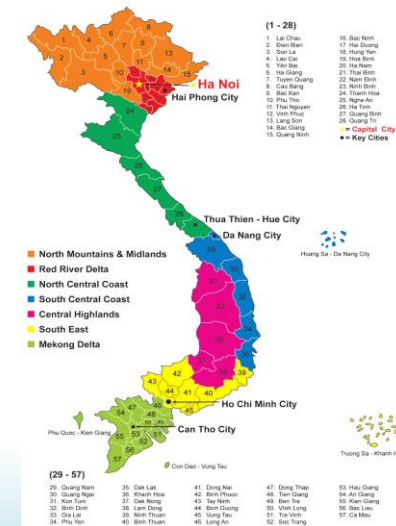 (1 - 28)
1. Lai Chau
2. Dien Bien
3. Son La
4. Lao Cai
5. Yên Bai
6. Ha Giang
7. Tuyen Quang
8. Cao Bang
9. Bac Kan
10. Phu Tho
11. Thai Nguyen
12. Vinh Phuc
13. Lang Son
14. Bac Giang
15. Quang Ninh
16. Bac Ninh
17. Hai Duong
18. Hung Yen
19. Hoa Binh
20. Ha Nam
21. Thai Binh
22. Nam Dinh
23. Ninh Binh
24. Thanh Hoa
25. Nghe An
26. Ha Tinh
27. Quang Binh
28. Quang Tri
= Capital City
= Key Cities
Ha Noi
Hai Phong City
Thua Thien - Hue City
Da Nang City
Hoang Sa - Da Nang City
North Mountains & Midlands
Red River Delta
North Central Coast
South Central Coast
Central Highlands
South East
Mekong Delta
Ho Chi Minh City
Can Tho City
Phu Quoc - Kien Giang
Con Dao - Vung Tau
Truong Sa - Khanh H
(29 - 57)
29. Quang Nam
30. Quang Ngai
31. Kon Tum
32. Binh Dinh
33. Gia Lai
34. Phu Yen
35. Dak Lak
36. Khanh Hoa
37. Dak Nong
38. Lam Dong
39. Ninh Thuan
40. Binh Thuan
41. Dong Nai
42. Binh Phuoc
43. Tay Ninh
44. Binh Duong
45. Vung Tau
46. Long An
47. Dong Thap
48. Tien Giang
49. Ben Tre
50. Vinh Long
51. Tra Vinh
52. Soc Trang
53. Hau Giang
54. An Giang
55. Kien Giang
56. Bac Lieu
57. Ca Mau